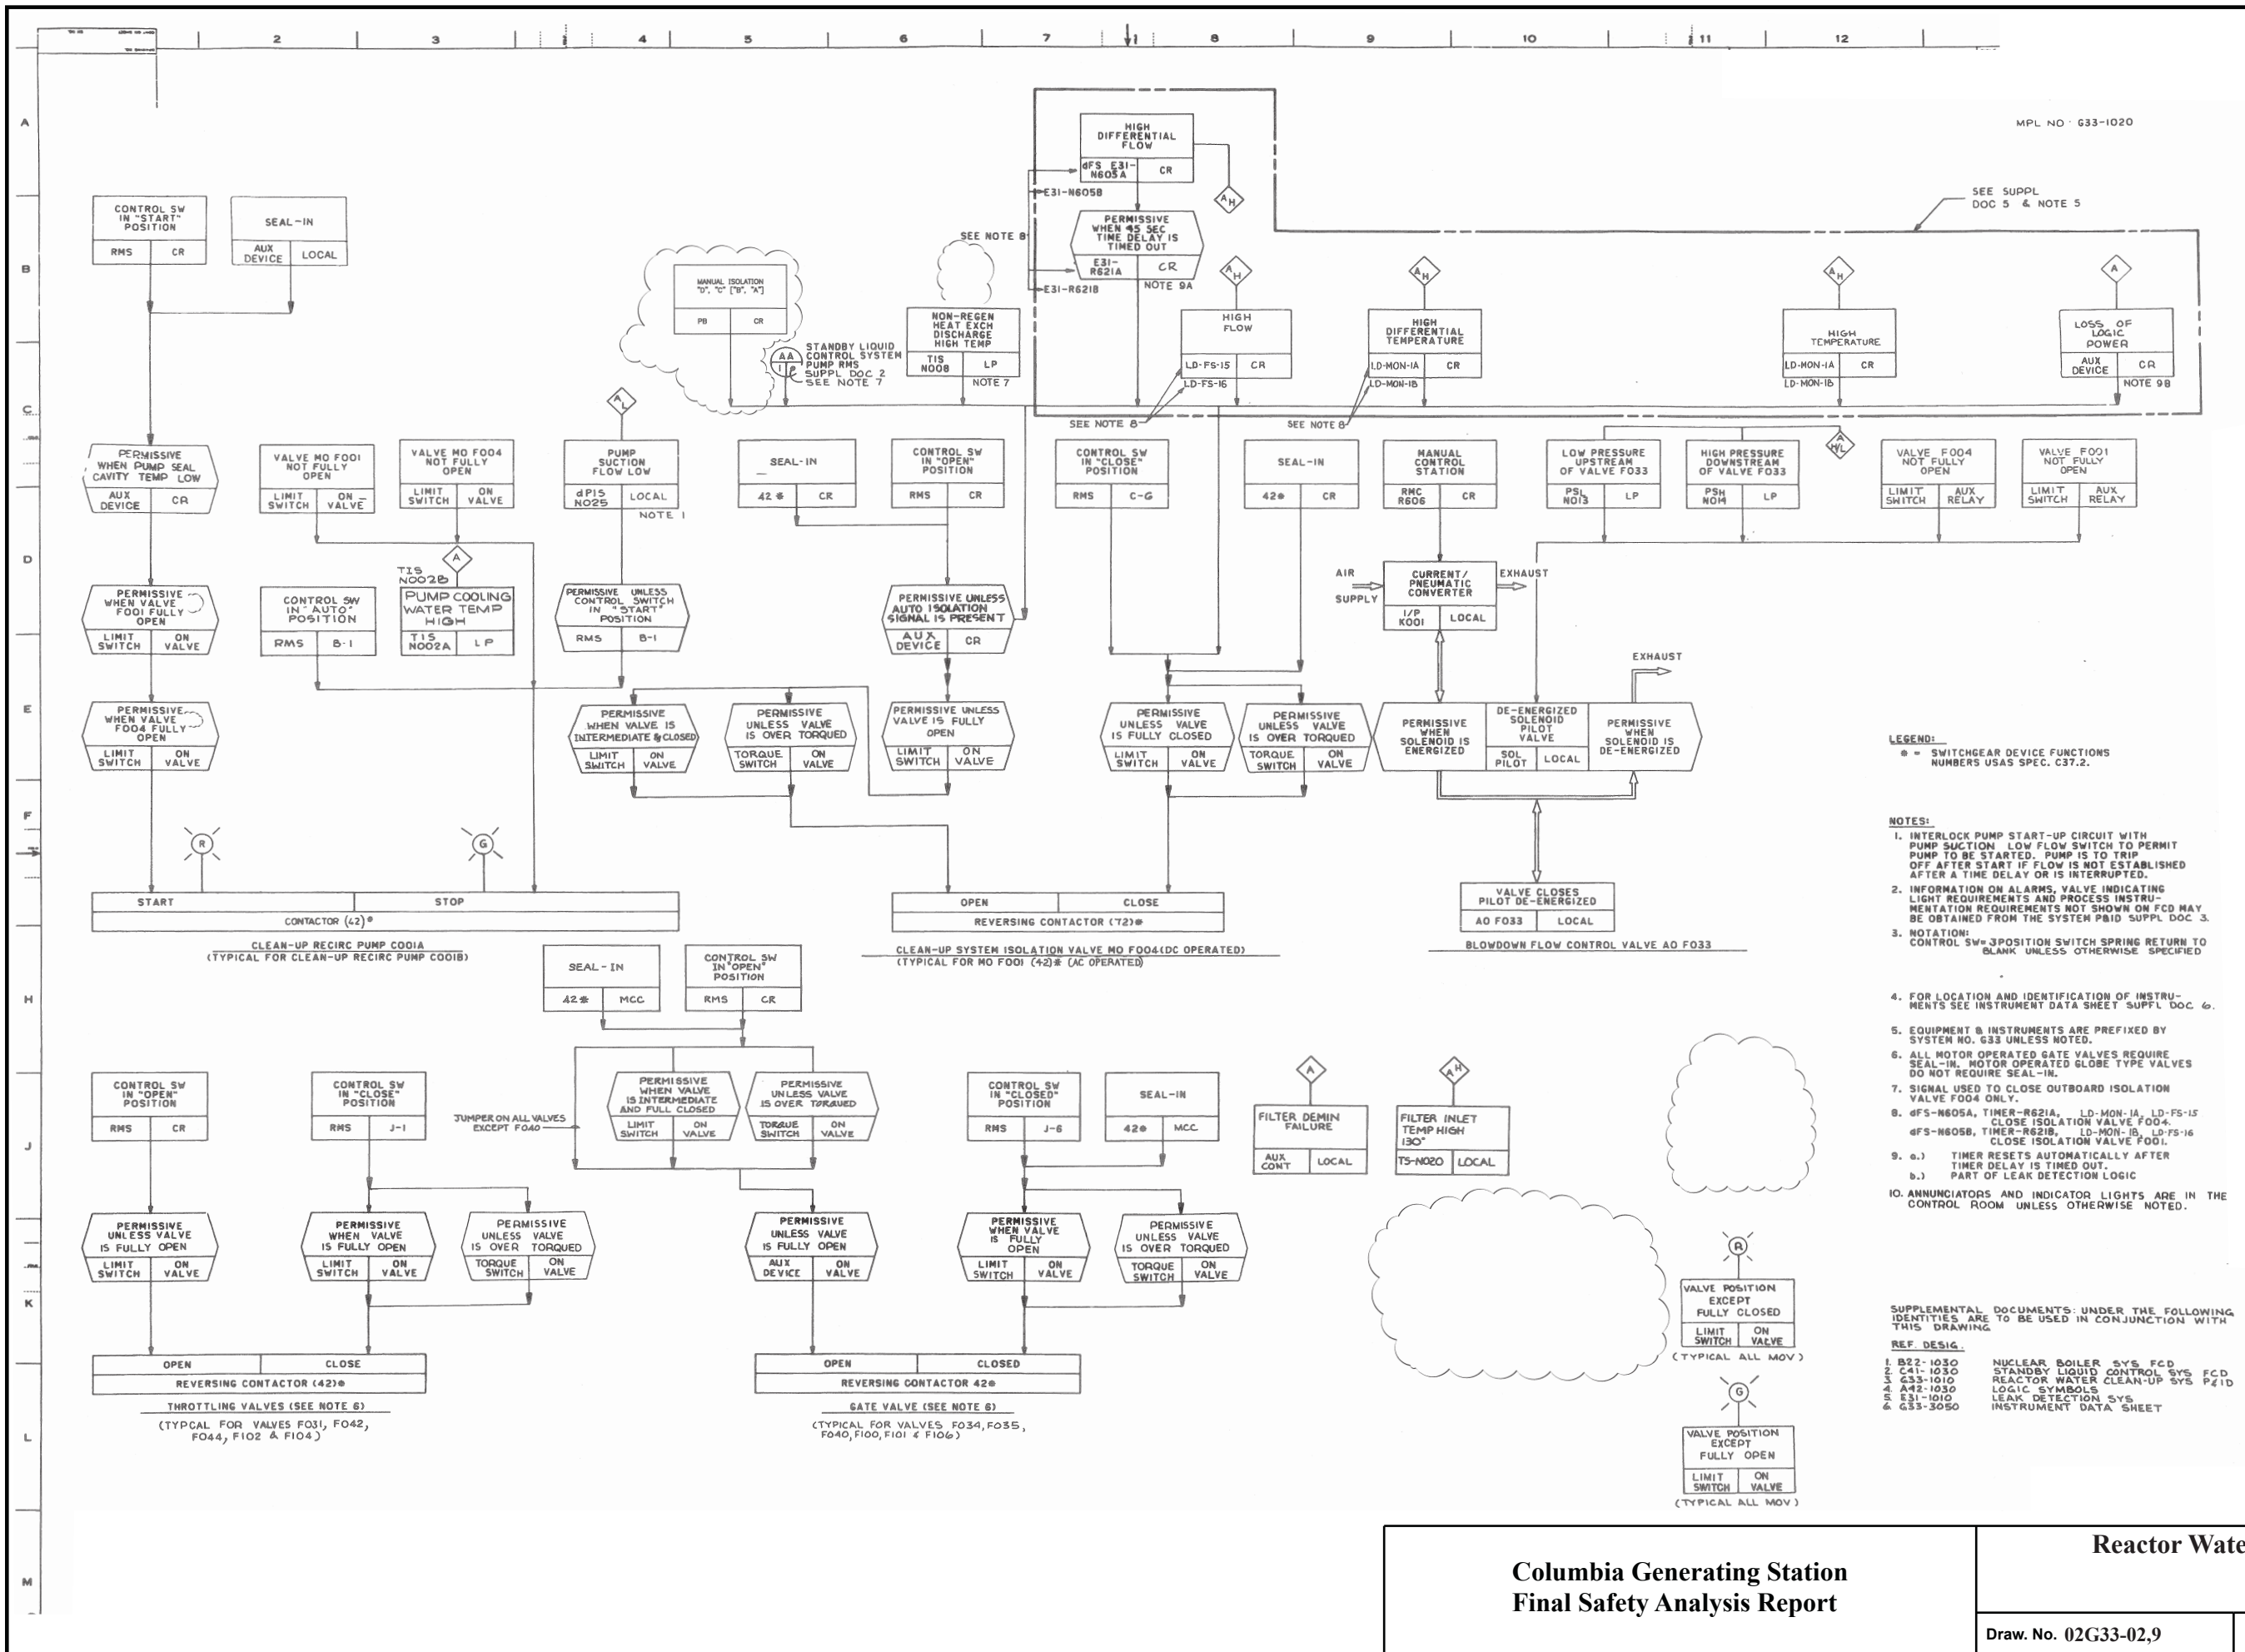 2 3 4 5 6 7 8 9 10 11 12
A
B
C
D
E
F
H
J
K
L
M
MPL NO · G33-1020
SEE SUPPL
DOC 5 & NOTE 5
CONTROL SW
IN "START"
POSITION
RMS CR
SEAL-IN
AUX
DEVICE LOCAL
MANUAL ISOLATION
"D", "C" ["B", "A"]
PB CR
AA
1
STANDBY LIQUID
CONTROL SYSTEM
PUMP RMS
SUPPL DOC 2
SEE NOTE 7
NON-REGEN
HEAT EXCH
DISCHARGE
HIGH TEMP
TIS
N008 LP
NOTE 7
HIGH
DIFFERENTIAL
FLOW
dFS E31-
N605A CR
AH
E31-N605B
SEE NOTE 8
PERMISSIVE
WHEN 45 SEC
TIME DELAY IS
TIMED OUT
E31-
R621A CR
E31-R621B
NOTE 9A
AH
HIGH
FLOW
LD-FS-15 CR
LD-FS-16
SEE NOTE 8
AH
HIGH
DIFFERENTIAL
TEMPERATURE
LD-MON-1A CR
LD-MON-1B
SEE NOTE 8
AH
HIGH
TEMPERATURE
LD-MON-1A CR
LD-MON-1B
A
LOSS OF
LOGIC
POWER
AUX
DEVICE CR
NOTE 9B
PERMISSIVE
WHEN PUMP SEAL
CAVITY TEMP LOW
AUX
DEVICE CR
VALVE MO F001
NOT FULLY
OPEN
LIMIT ON
SWITCH VALVE
VALVE MO F004
NOT FULLY
OPEN
LIMIT ON
SWITCH VALVE
AL
PUMP
SUCTION
FLOW LOW
dPIS
N025 LOCAL
NOTE 1
SEAL-IN
42 * CR
CONTROL SW
IN "OPEN"
POSITION
RMS CR
CONTROL SW
IN "CLOSE"
POSITION
RMS C-G
SEAL-IN
42* CR
MANUAL
CONTROL
STATION
RMC
R606 CR
LOW PRESSURE
UPSTREAM
OF VALVE F033
PSL
N013 LP
HIGH PRESSURE
DOWNSTREAM
OF VALVE F033
PSH
N014 LP
A
H/L
VALVE F004
NOT FULLY
OPEN
LIMIT AUX
SWITCH RELAY
VALVE F001
NOT FULLY
OPEN
LIMIT AUX
SWITCH RELAY
PERMISSIVE
WHEN VALVE
F001 FULLY
OPEN
LIMIT ON
SWITCH VALVE
CONTROL SW
IN "AUTO"
POSITION
RMS B-1
A
TIS
N002B
PUMP COOLING
WATER TEMP
HIGH
TIS
N002A LP
PERMISSIVE UNLESS
CONTROL SWITCH
IN "START"
POSITION
RMS B-1
PERMISSIVE UNLESS
AUTO ISOLATION
SIGNAL IS PRESENT
AUX
DEVICE CR
AIR
SUPPLY
CURRENT/
PNEUMATIC
CONVERTER
I/P
K001 LOCAL
EXHAUST
PERMISSIVE
WHEN VALVE
F004 FULLY
OPEN
LIMIT ON
SWITCH VALVE
PERMISSIVE
WHEN VALVE IS
INTERMEDIATE & CLOSED
LIMIT ON
SWITCH VALVE
PERMISSIVE
UNLESS VALVE
IS OVER TORQUED
TORQUE ON
SWITCH VALVE
PERMISSIVE UNLESS
VALVE IS FULLY
OPEN
LIMIT ON
SWITCH VALVE
PERMISSIVE
UNLESS VALVE
IS FULLY CLOSED
LIMIT ON
SWITCH VALVE
PERMISSIVE
UNLESS VALVE
IS OVER TORQUED
TORQUE ON
SWITCH VALVE
PERMISSIVE
WHEN
SOLENOID IS
ENERGIZED
DE-ENERGIZED
SOLENOID
PILOT
VALVE
SOL
PILOT LOCAL
PERMISSIVE
WHEN
SOLENOID IS
DE-ENERGIZED
EXHAUST
R
G
START STOP
CONTACTOR (42)*
CLEAN-UP RECIRC PUMP C001A
(TYPICAL FOR CLEAN-UP RECIRC PUMP C001B)
OPEN CLOSE
REVERSING CONTACTOR (72)*
CLEAN-UP SYSTEM ISOLATION VALVE MO F004 (DC OPERATED)
(TYPICAL FOR MO F001 (42)* (AC OPERATED)
VALVE CLOSES
PILOT DE-ENERGIZED
AO F033 LOCAL
BLOWDOWN FLOW CONTROL VALVE AO F033
SEAL-IN
42* MCC
CONTROL SW
IN "OPEN"
POSITION
RMS CR
CONTROL SW
IN "OPEN"
POSITION
RMS CR
CONTROL SW
IN "CLOSE"
POSITION
RMS J-1
JUMPER ON ALL VALVES
EXCEPT F040
PERMISSIVE
WHEN VALVE
IS INTERMEDIATE
AND FULL CLOSED
LIMIT ON
SWITCH VALVE
PERMISSIVE
UNLESS VALVE
IS OVER TORQUED
TORQUE ON
SWITCH VALVE
CONTROL SW
IN "CLOSED"
POSITION
RMS J-6
SEAL-IN
42* MCC
A
FILTER DEMIN
FAILURE
AUX
CONT LOCAL
AH
FILTER INLET
TEMP HIGH
130°
TS-N020 LOCAL
PERMISSIVE
UNLESS VALVE
IS FULLY OPEN
LIMIT ON
SWITCH VALVE
PERMISSIVE
WHEN VALVE
IS FULLY OPEN
LIMIT ON
SWITCH VALVE
PERMISSIVE
UNLESS VALVE
IS OVER TORQUED
TORQUE ON
SWITCH VALVE
PERMISSIVE
UNLESS VALVE
IS FULLY OPEN
AUX ON
DEVICE VALVE
PERMISSIVE
WHEN VALVE
IS FULLY
OPEN
LIMIT ON
SWITCH VALVE
PERMISSIVE
UNLESS VALVE
IS OVER TORQUED
TORQUE ON
SWITCH VALVE
OPEN CLOSE
REVERSING CONTACTOR (42)*
THROTTLING VALVES (SEE NOTE 6)
(TYPCAL FOR VALVES F031, F042,
F044, F102 & F104)
OPEN CLOSED
REVERSING CONTACTOR 42*
GATE VALVE (SEE NOTE 6)
(TYPICAL FOR VALVES F034, F035,
F040, F100, F101 & F106)
R
VALVE POSITION
EXCEPT
FULLY CLOSED
LIMIT ON
SWITCH VALVE
(TYPICAL ALL MOV)
G
VALVE POSITION
EXCEPT
FULLY OPEN
LIMIT ON
SWITCH VALVE
(TYPICAL ALL MOV)
LEGEND:
* = SWITCHGEAR DEVICE FUNCTIONS
NUMBERS USAS SPEC. C37.2.
NOTES:
1. INTERLOCK PUMP START-UP CIRCUIT WITH
PUMP SUCTION LOW FLOW SWITCH TO PERMIT
PUMP TO BE STARTED. PUMP IS TO TRIP
OFF AFTER START IF FLOW IS NOT ESTABLISHED
AFTER A TIME DELAY OR IS INTERRUPTED.
2. INFORMATION ON ALARMS, VALVE INDICATING
LIGHT REQUIREMENTS AND PROCESS INSTRU-
MENTATION REQUIREMENTS NOT SHOWN ON FCD MAY
BE OBTAINED FROM THE SYSTEM P&ID SUPPL DOC 3.
3. NOTATION:
CONTROL SW= 3POSITION SWITCH SPRING RETURN TO
BLANK UNLESS OTHERWISE SPECIFIED
4. FOR LOCATION AND IDENTIFICATION OF INSTRU-
MENTS SEE INSTRUMENT DATA SHEET SUPPL DOC 6.
5. EQUIPMENT & INSTRUMENTS ARE PREFIXED BY
SYSTEM NO. G33 UNLESS NOTED.
6. ALL MOTOR OPERATED GATE VALVES REQUIRE
SEAL-IN. MOTOR OPERATED GLOBE TYPE VALVES
DO NOT REQUIRE SEAL-IN.
7. SIGNAL USED TO CLOSE OUTBOARD ISOLATION
VALVE F004 ONLY.
8. dFS-N605A, TIMER-R621A, LD-MON-1A, LD-FS-15
CLOSE ISOLATION VALVE F004.
dFS-N605B, TIMER-R621B, LD-MON-1B, LD-FS-16
CLOSE ISOLATION VALVE F001.
9. a.) TIMER RESETS AUTOMATICALLY AFTER
TIMER DELAY IS TIMED OUT.
b.) PART OF LEAK DETECTION LOGIC
10. ANNUNCIATORS AND INDICATOR LIGHTS ARE IN THE
CONTROL ROOM UNLESS OTHERWISE NOTED.
SUPPLEMENTAL DOCUMENTS: UNDER THE FOLLOWING
IDENTITIES ARE TO BE USED IN CONJUNCTION WITH
THIS DRAWING
REF. DESIG.
1. B22-1030 NUCLEAR BOILER SYS FCD
2. C41-1030 STANDBY LIQUID CONTROL SYS FCD
3. G33-1010 REACTOR WATER CLEAN-UP SYS P&ID
4. A42-1030 LOGIC SYMBOLS
5. E31-1010 LEAK DETECTION SYS
6. G33-3050 INSTRUMENT DATA SHEET
Columbia Generating Station
Final Safety Analysis Report
Reactor Wate
Draw. No. 02G33-02,9